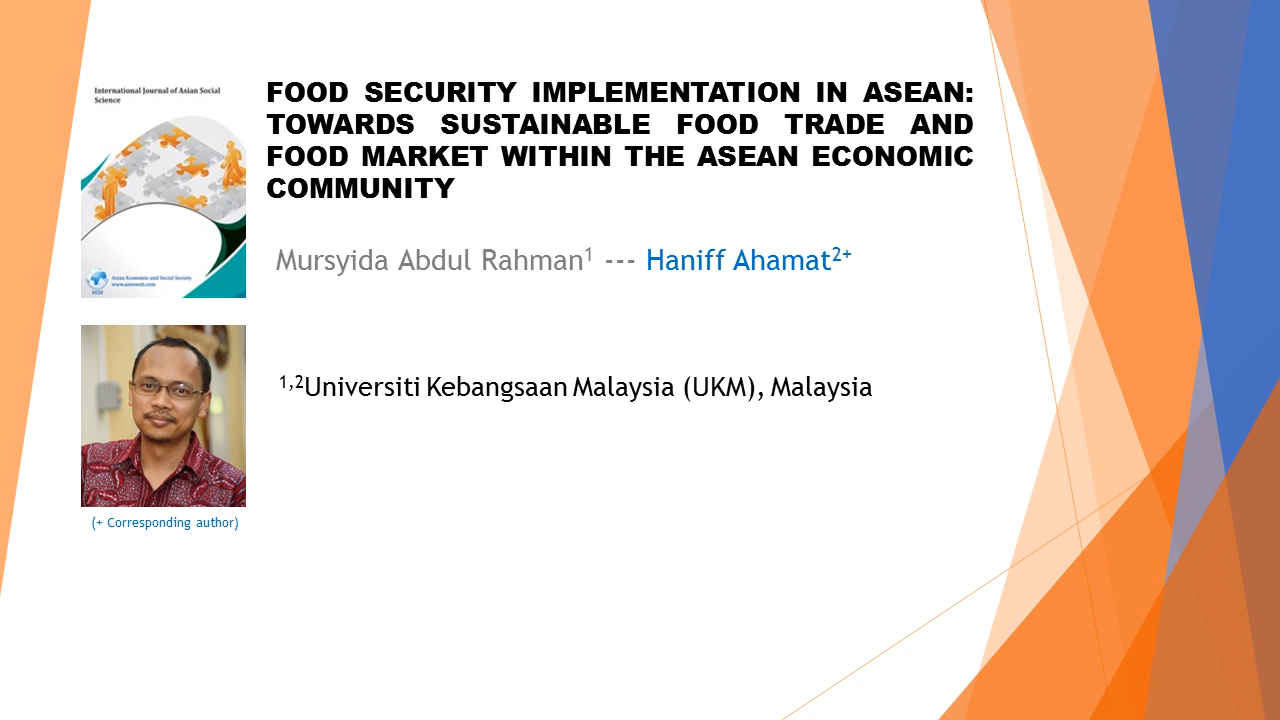 International Journal of Asian Social
Science
FOOD SECURITY IMPLEMENTATION IN ASEAN:
TOWARDS SUSTAINABLE FOOD TRADE AND
FOOD MARKET WITHIN THE ASEAN ECONOMIC
COMMUNITY
Mursyida Abdul Rahman1 --- Haniff Ahamat2+
Asian Economic and Social Society
www.aessweb.com
AESS
1,2Universiti Kebangsaan Malaysia (UKM), Malaysia
(+ Corresponding author)